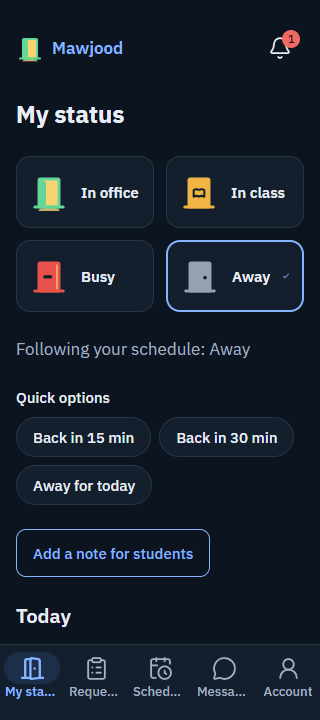 Mawjood
1
My status
In office
In class
Busy
Away
Following your schedule: Away
Quick options
Back in 15 min
Back in 30 min
Away for today
Add a note for students
Today
My sta...
Reque...
Sched...
Messa...
Account